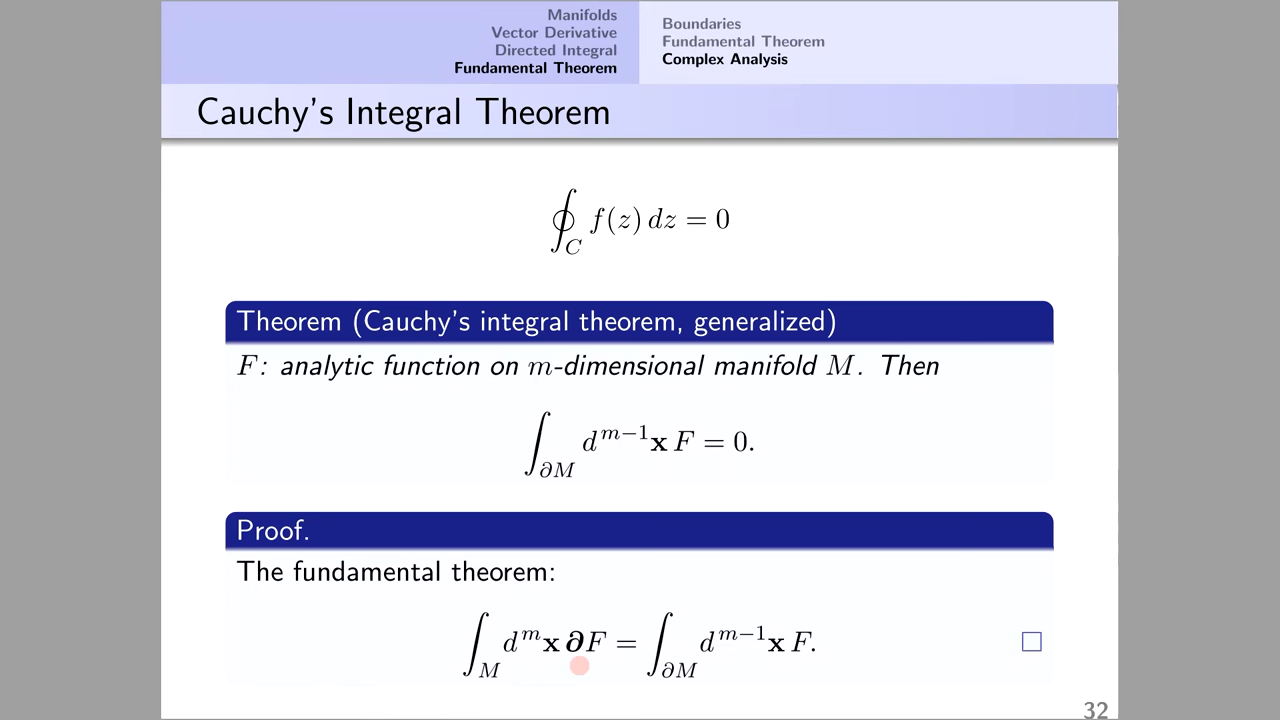 Manifolds
Vector Derivative
Directed Integral
Fundamental Theorem
Boundaries
Fundamental Theorem
Complex Analysis
Cauchy's Integral Theorem
∮_C f(z) dz = 0
Theorem (Cauchy's integral theorem, generalized)
F: analytic function on m-dimensional manifold M. Then
∫_{∂M} d^{m−1}x F = 0.
Proof.
The fundamental theorem:
∫_M d^m x ∂F = ∫_{∂M} d^{m−1}x F. □
32